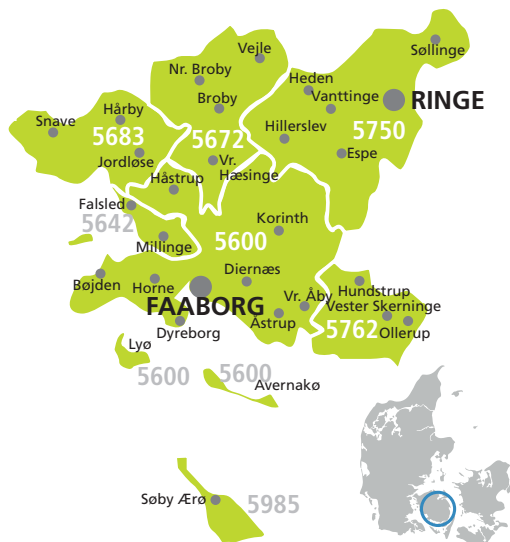 Vejle
Søllinge
Nr. Broby
Heden
Broby
Vanttinge
RINGE
Hårby
Snave
5683
5672
Hillerslev
5750
Jordløse
Vr.
Hæsinge
Espe
Håstrup
Falsled
5642
Korinth
Millinge
5600
Bøjden
Horne
Diernæs
Hundstrup
FAABORG
Vr. Åby
Vester Skerninge
Åstrup
5762
Dyreborg
Ollerup
Lyø
5600
5600
Avernakø
Søby Ærø
5985